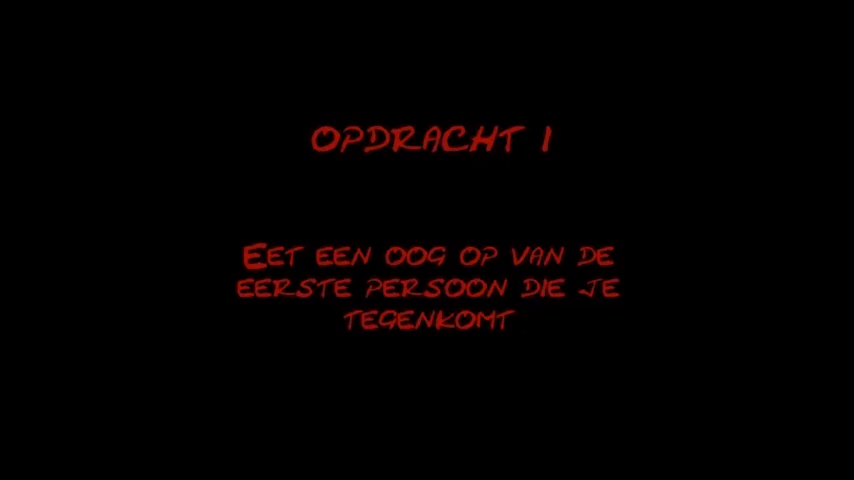 OPDRACHT 1
EET EEN OOG OP VAN DE
EERSTE PERSOON DIE JE
TEGENKOMT